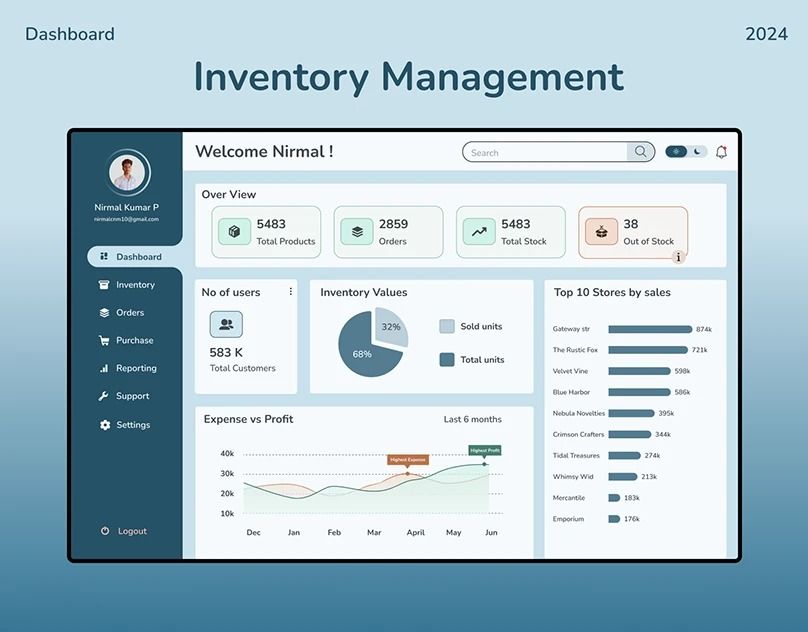 Dashboard
2024
Inventory Management
Nirmal Kumar P
nirmalcnm10@gmail.com
Dashboard
Inventory
Orders
Purchase
Reporting
Support
Settings
Logout
Welcome Nirmal !
Search
Over View
5483
Total Products
2859
Orders
5483
Total Stock
38
Out of Stock
i
No of users
583 K
Total Customers
Inventory Values
32%
68%
Sold units
Total units
Top 10 Stores by sales
Gateway str 874k
The Rustic Fox 721k
Velvet Vine 598k
Blue Harbor 586k
Nebula Novelties 395k
Crimson Crafters 344k
Tidal Treasures 274k
Whimsy Wid 213k
Mercantile 183k
Emporium 176k
Expense vs Profit
Last 6 months
Highest Expense
Highest Profit
40k
30k
20k
10k
Dec Jan Feb Mar April May Jun